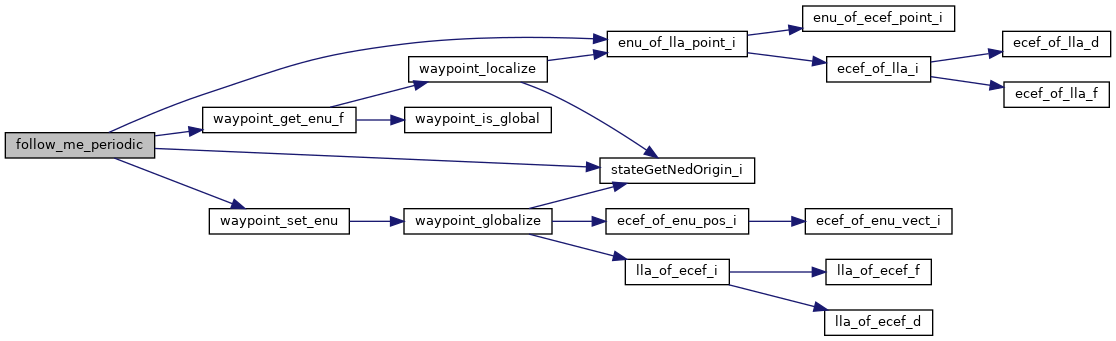 follow_me_periodic
waypoint_get_enu_f
waypoint_set_enu
waypoint_localize
waypoint_is_global
waypoint_globalize
enu_of_lla_point_i
stateGetNedOrigin_i
ecef_of_enu_pos_i
lla_of_ecef_i
enu_of_ecef_point_i
ecef_of_lla_i
ecef_of_enu_vect_i
lla_of_ecef_f
lla_of_ecef_d
ecef_of_lla_d
ecef_of_lla_f